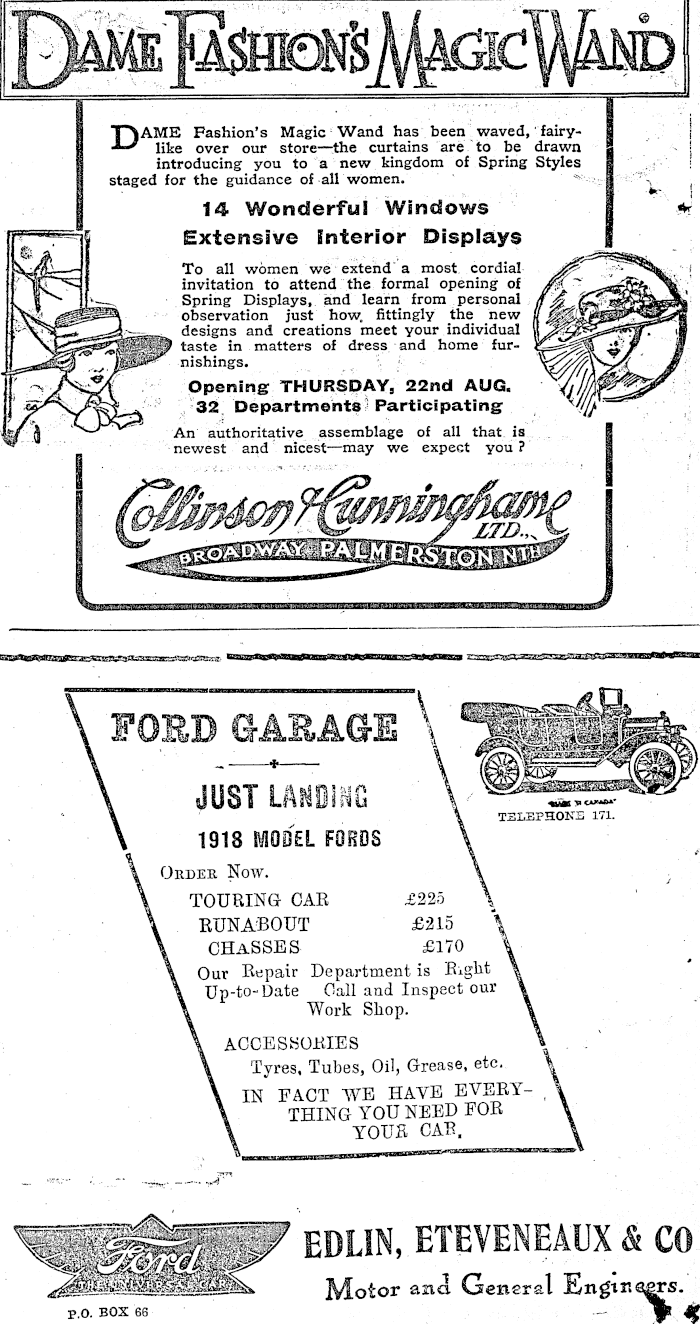 DAME FASHION'S MAGIC WAND
DAME Fashion's Magic Wand has been waved, fairy-
like over our store—the curtains are to be drawn
introducing you to a new kingdom of Spring Styles
staged for the guidance of all women.
14 Wonderful Windows
Extensive Interior Displays
To all women we extend a most cordial
invitation to attend the formal opening of
Spring Displays, and learn from personal
observation just how, fittingly the new
designs and creations meet your individual
taste in matters of dress and home fur-
nishings.
Opening THURSDAY, 22nd AUG.
32 Departments Participating
An authoritative assemblage of all that is
newest and nicest—may we expect you?
Collinson & Cunninghame
LTD.,
BROADWAY PALMERSTON NTH
FORD GARAGE
JUST LANDING
1918 MODEL FORDS
ORDER NOW.
TOURING CAR £225
RUNABOUT £215
CHASSES £170
Our Repair Department is Right
Up-to-Date Call and Inspect our
Work Shop.
ACCESSORIES
Tyres, Tubes, Oil, Grease, etc.
IN FACT WE HAVE EVERY-
THING YOU NEED FOR
YOUR CAR.
"MADE IN CANADA"
TELEPHONE 171.
Ford
THE UNIVERSAL CAR
P.O. BOX 66
EDLIN, ETEVENEAUX & CO
Motor and General Engineers.